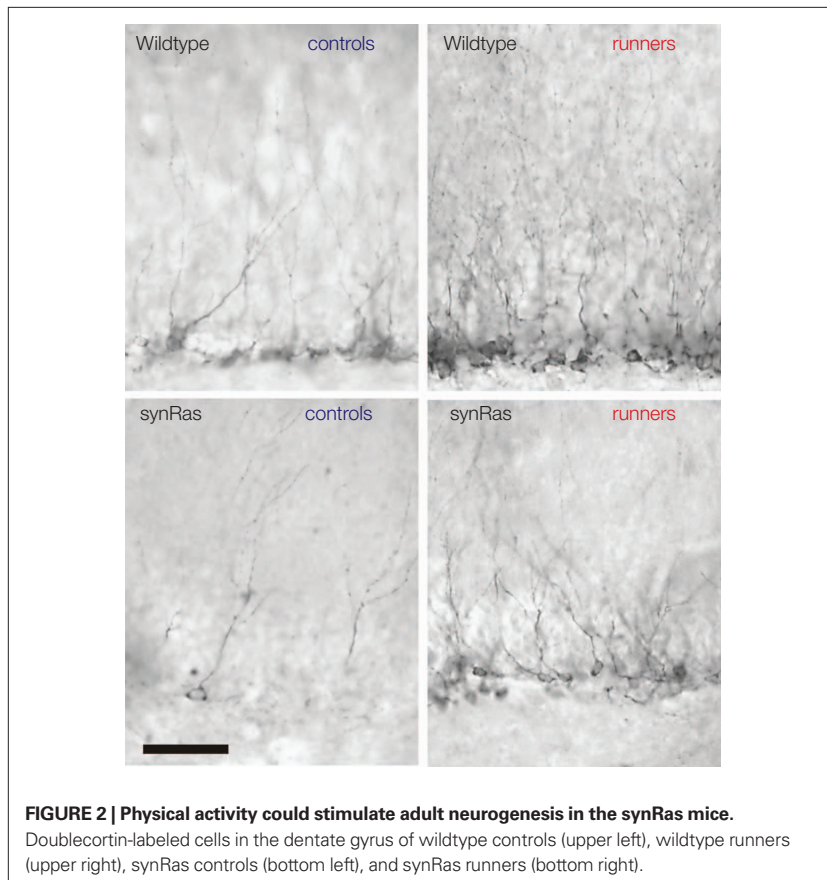 Wildtype controls
Wildtype runners
synRas controls
synRas runners
FIGURE 2 | Physical activity could stimulate adult neurogenesis in the synRas mice.
Doublecortin-labeled cells in the dentate gyrus of wildtype controls (upper left), wildtype runners
(upper right), synRas controls (bottom left), and synRas runners (bottom right).